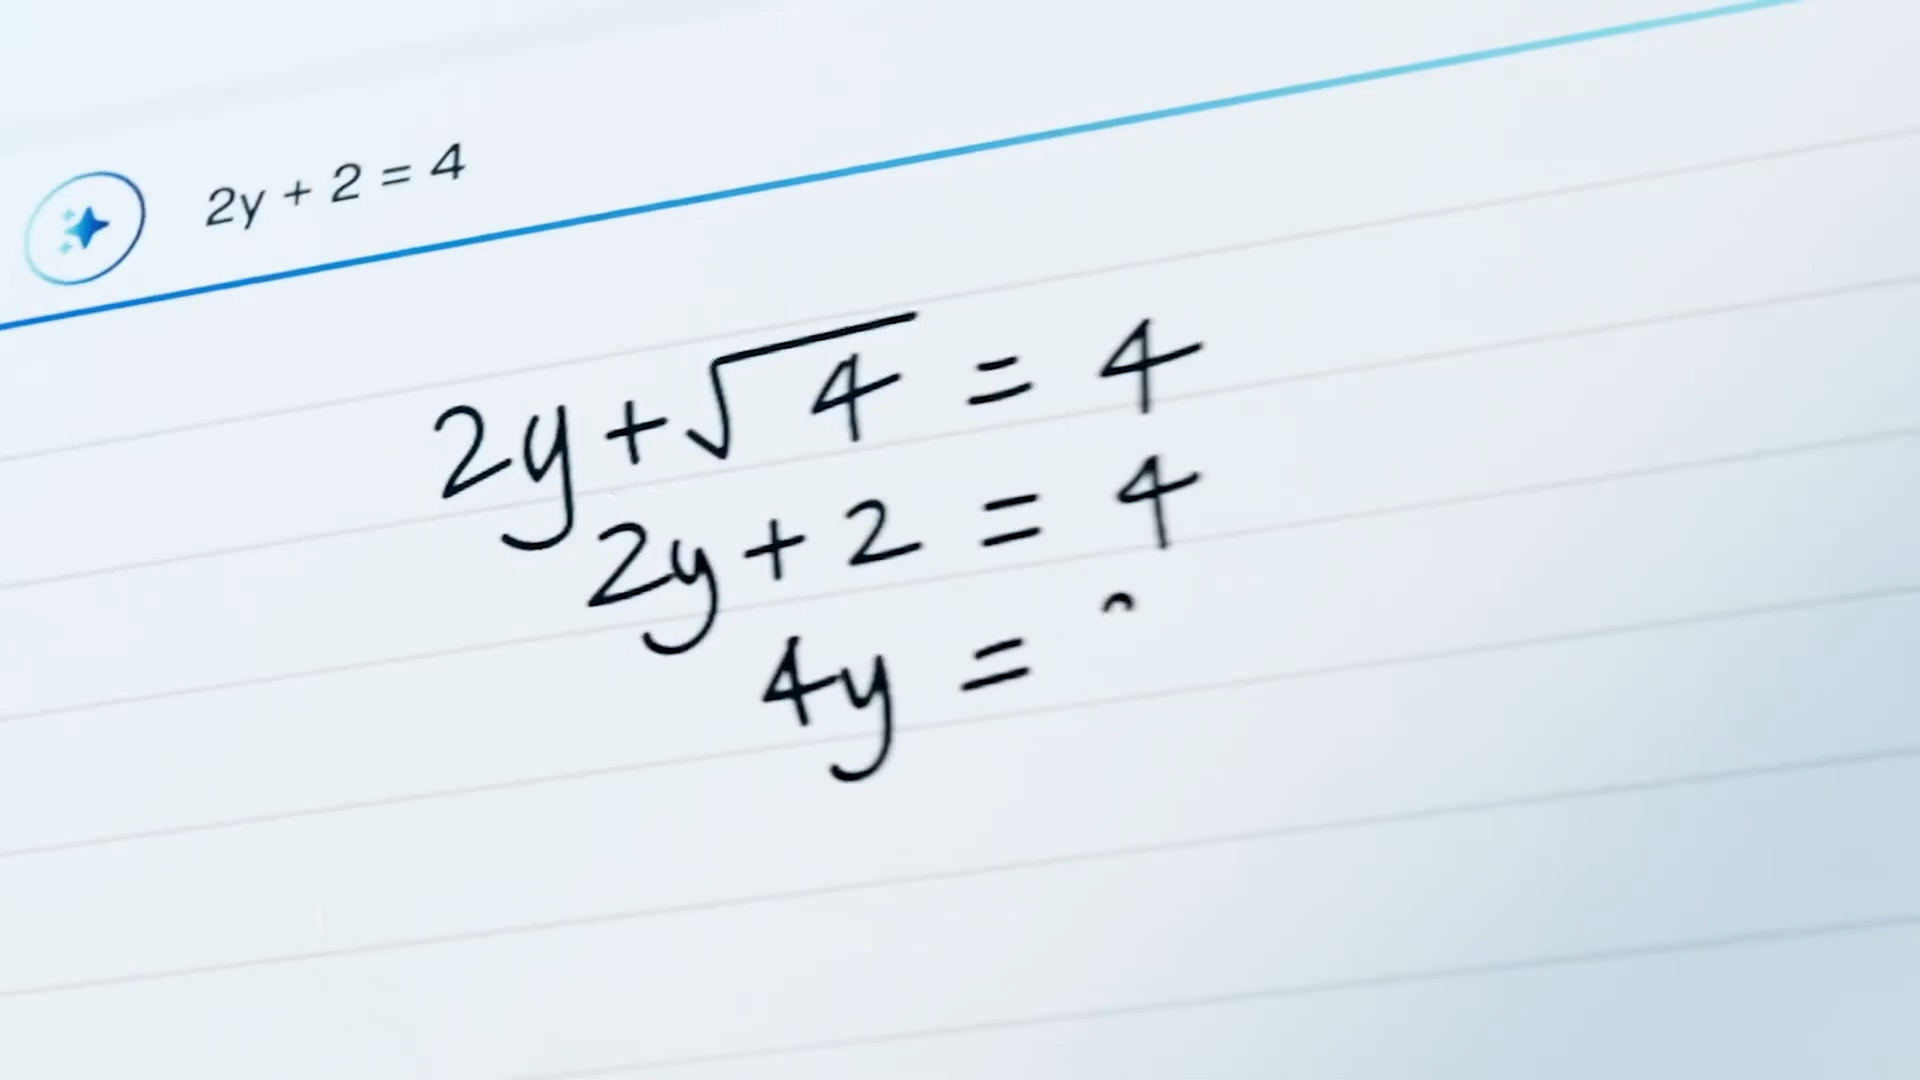 2y + 2 = 4
2y + √4 = 4
2y + 2 = 4
4y =